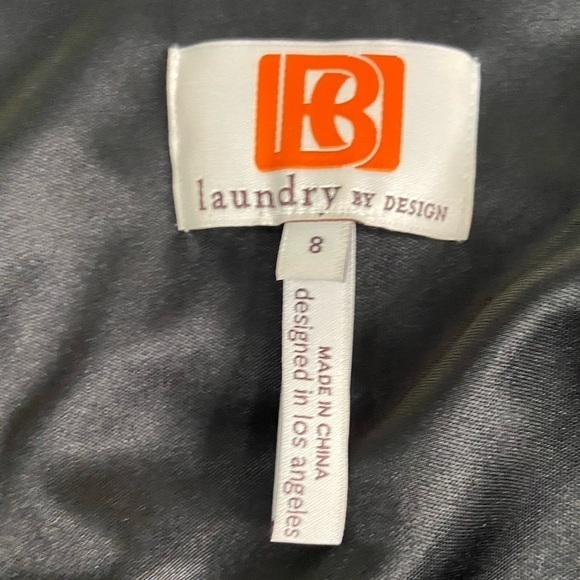 laundry BY DESIGN
8
MADE IN CHINA
designed in los angeles